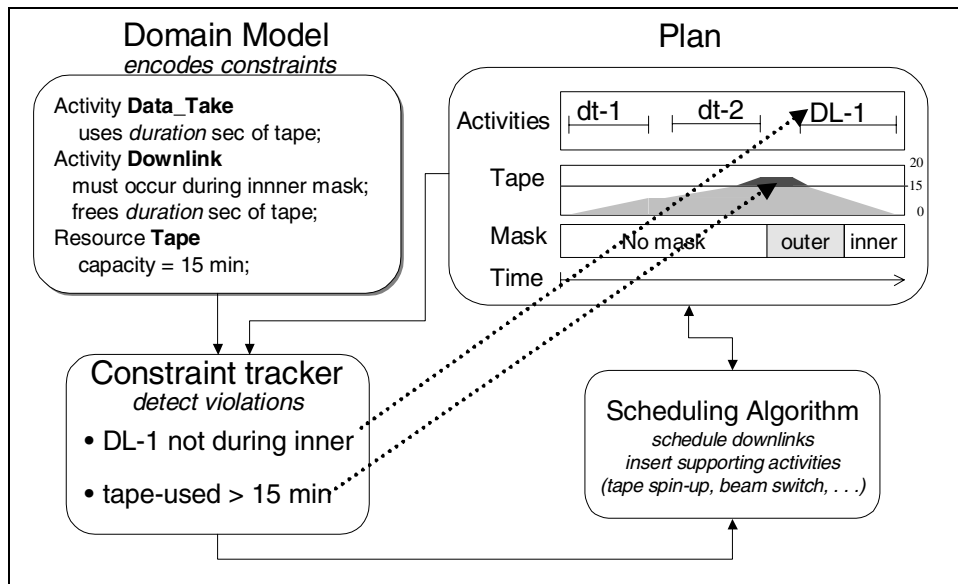 Domain Model
encodes constraints
Activity Data_Take
uses duration sec of tape;
Activity Downlink
must occur during innner mask;
frees duration sec of tape;
Resource Tape
capacity = 15 min;
Plan
Activities
dt-1
dt-2
DL-1
Tape
20
15
0
Mask
No mask
outer
inner
Time
Constraint tracker
detect violations
• DL-1 not during inner
• tape-used > 15 min
Scheduling Algorithm
schedule downlinks
insert supporting activities
(tape spin-up, beam switch, . . .)